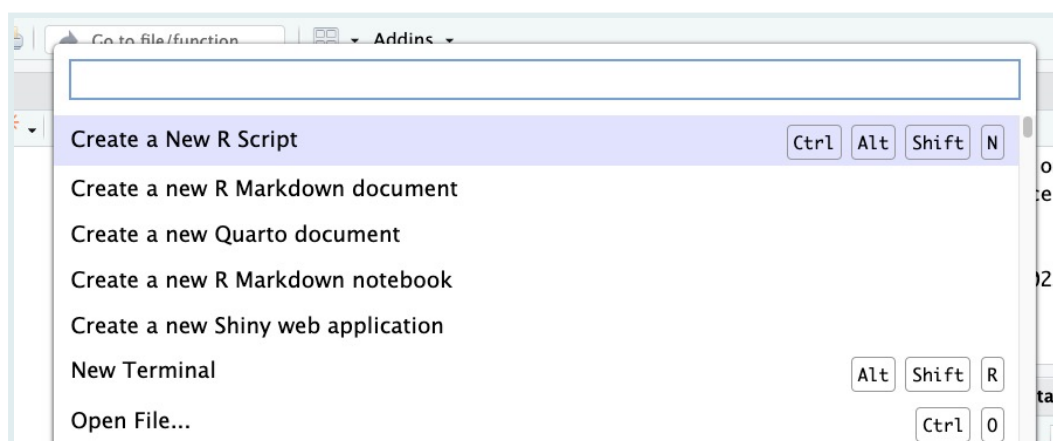 Go to file/function
Addins
Create a New R Script Ctrl Alt Shift N
Create a new R Markdown document
Create a new Quarto document
Create a new R Markdown notebook
Create a new Shiny web application
New Terminal Alt Shift R
Open File... Ctrl O